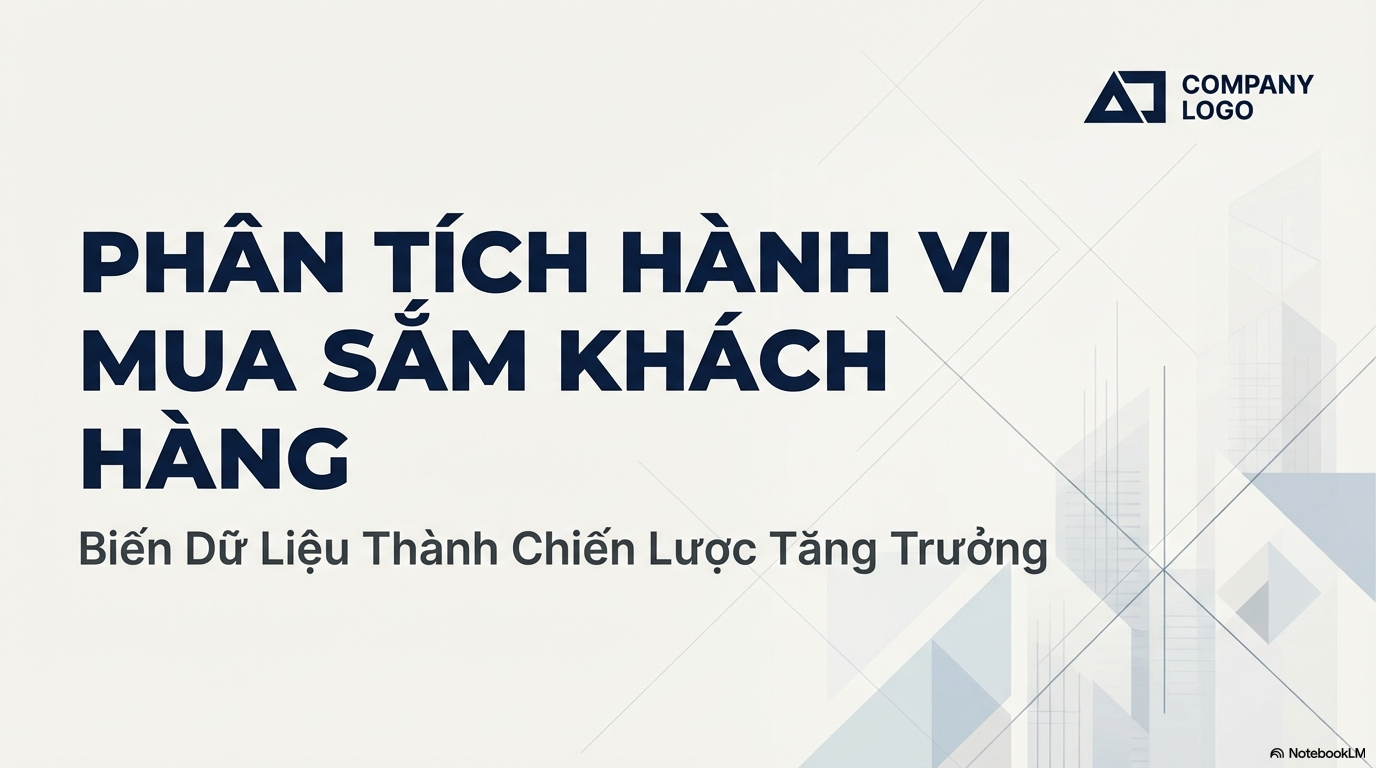 COMPANY
LOGO
PHÂN TÍCH HÀNH VI
MUA SẮM KHÁCH
HÀNG
Biến Dữ Liệu Thành Chiến Lược Tăng Trưởng
NotebookLM